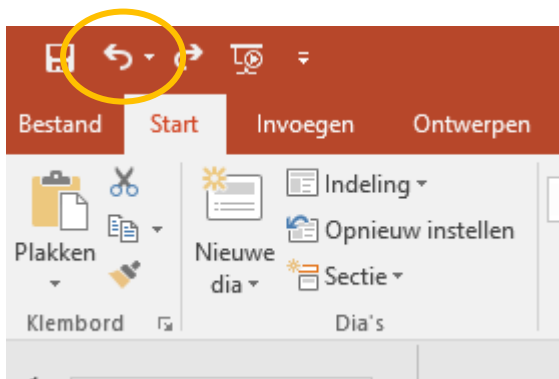 Bestand Start Invoegen Ontwerpen
Indeling
Opnieuw instellen
Sectie
Plakken
Nieuwe
dia
Klembord
Dia's